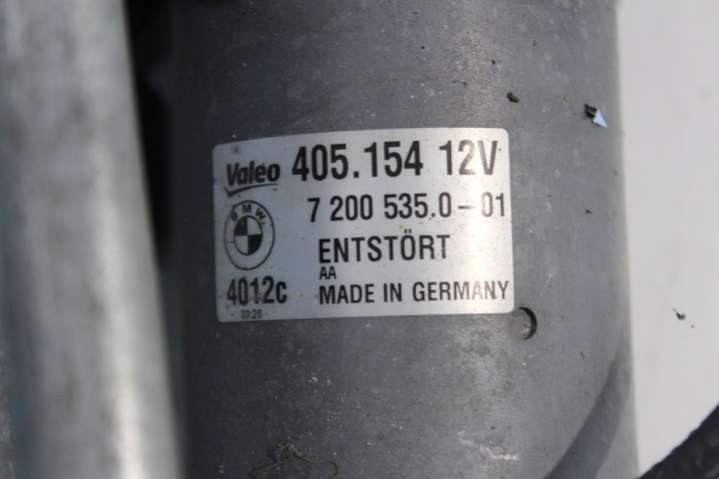 Valeo 405.154 12V
BMW 7 200 535.0-01
ENTSTÖRT
AA
4012c MADE IN GERMANY